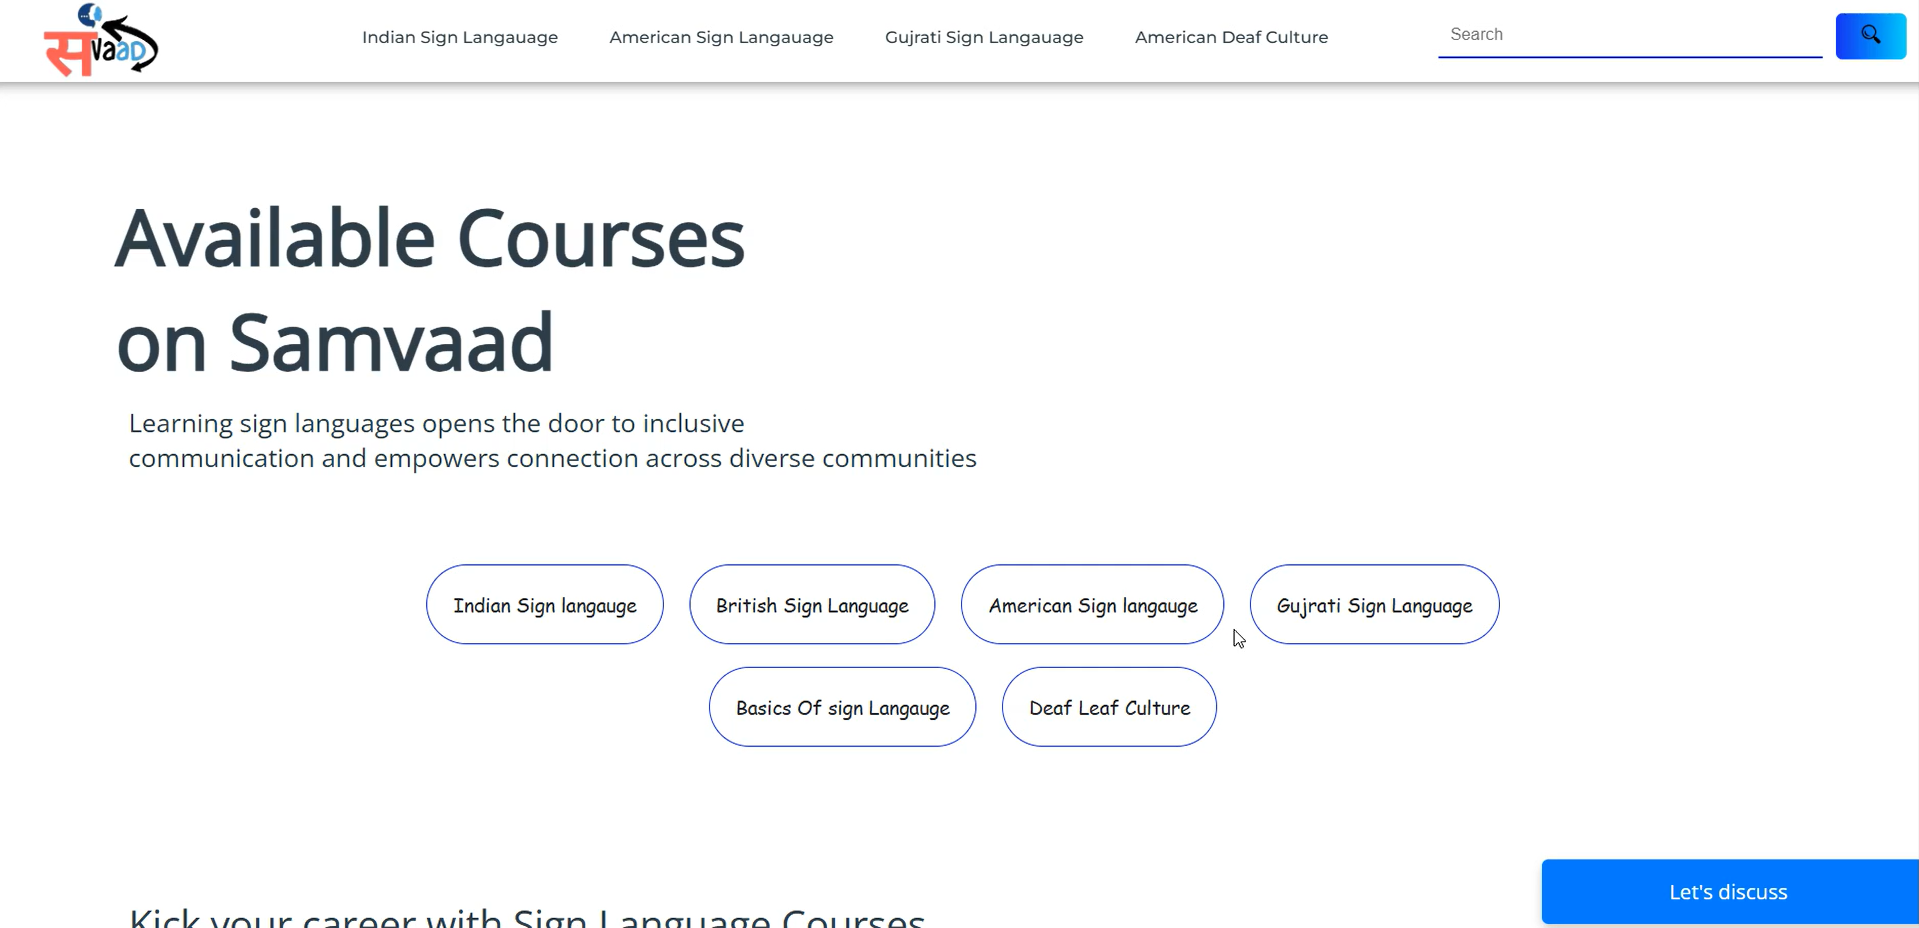 सvaaD
Indian Sign Langauage
American Sign Langauage
Gujrati Sign Langauage
American Deaf Culture
Search
Available Courses
on Samvaad
Learning sign languages opens the door to inclusive
communication and empowers connection across diverse communities
Indian Sign langauge
British Sign Language
American Sign langauge
Gujrati Sign Language
Basics Of sign Langauge
Deaf Leaf Culture
Let's discuss
Kick your career with Sign Language Courses